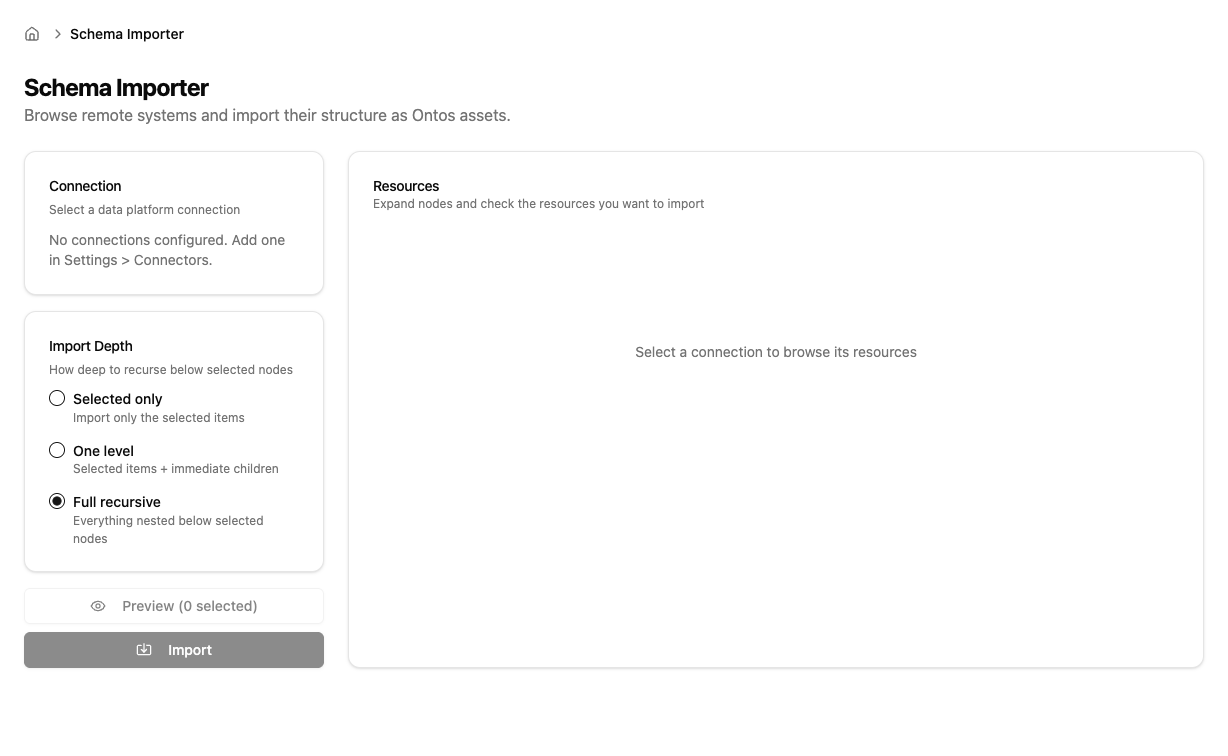 Schema Importer
Schema Importer
Browse remote systems and import their structure as Ontos assets.
Connection
Select a data platform connection
No connections configured. Add one
in Settings > Connectors.
Import Depth
How deep to recurse below selected nodes
Selected only
Import only the selected items
One level
Selected items + immediate children
Full recursive
Everything nested below selected
nodes
Preview (0 selected)
Import
Resources
Expand nodes and check the resources you want to import
Select a connection to browse its resources